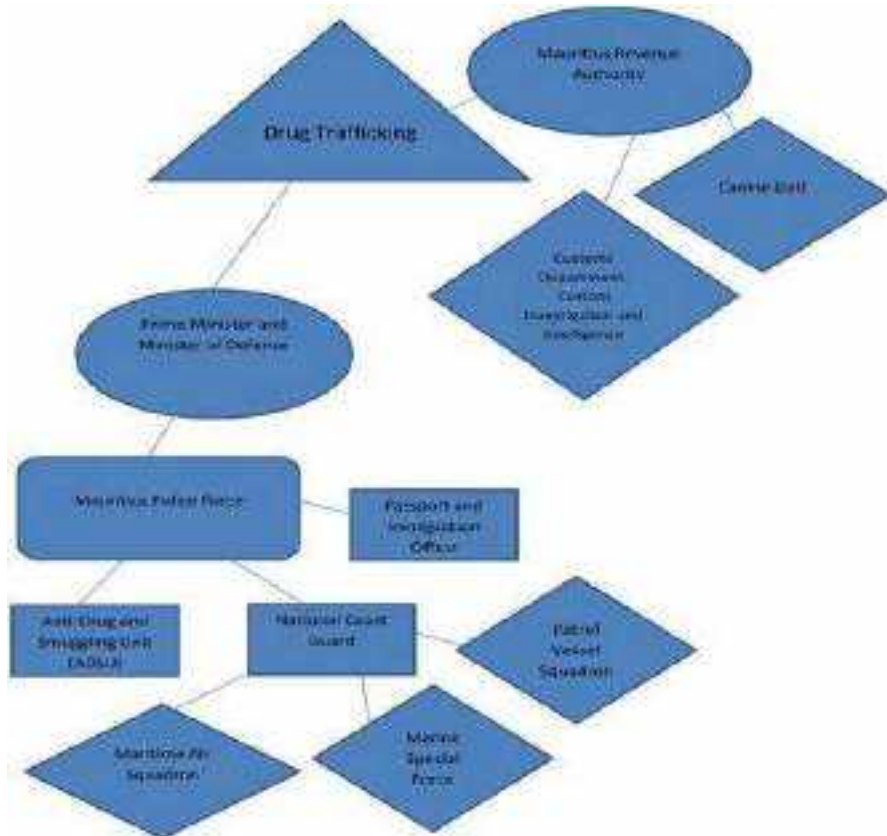 Mauritius Revenue
Authority
Drug Trafficking
Canine Unit
Customs
Department
Customs
Investigation and
Intelligence
Prime Minister and
Minister of Defense
Mauritius Police Force
Passport and
Immigration
Office
Anti Drug and
Smuggling Unit
(ADSU)
National Coast
Guard
Patrol
Vessel
Squadron
Maritime Air
Squadron
Marine
Special
Force